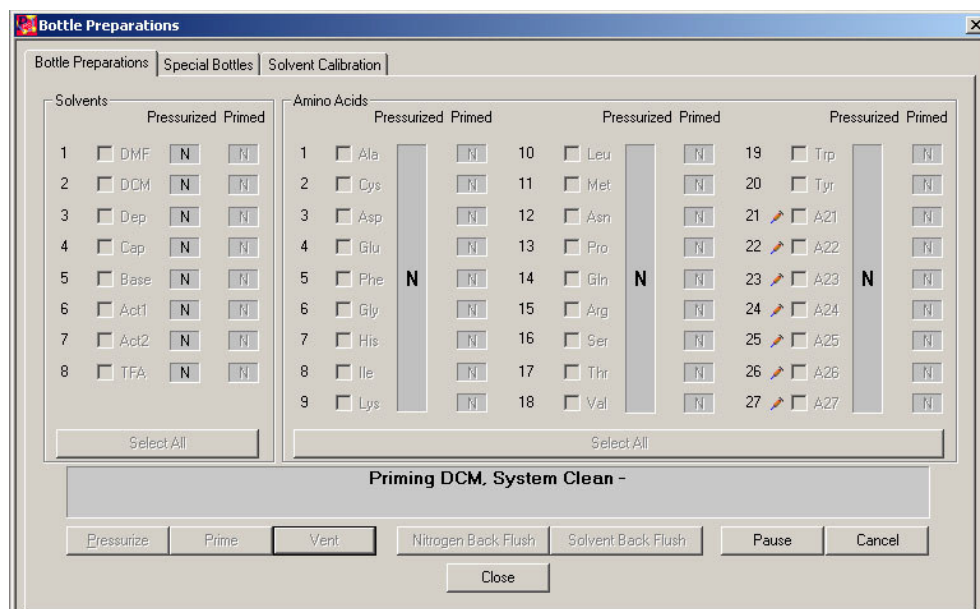 Bottle Preparations
Bottle Preparations Special Bottles Solvent Calibration
Solvents Amino Acids
Pressurized Primed Pressurized Primed Pressurized Primed Pressurized Primed
1 DMF N N 1 Ala N 10 Leu N 19 Trp N
2 DCM N N 2 Cys N 11 Met N 20 Tyr N
3 Dep N N 3 Asp N 12 Asn N 21 A21 N
4 Cap N N 4 Glu N 13 Pro N 22 A22 N
5 Base N N 5 Phe N N 14 Gln N N 23 A23 N N
6 Act1 N N 6 Gly N 15 Arg N 24 A24 N
7 Act2 N N 7 His N 16 Ser N 25 A25 N
8 TFA N N 8 Ile N 17 Thr N 26 A26 N
9 Lys N 18 Val N 27 A27 N
Select All Select All
Priming DCM, System Clean -
Pressurize Prime Vent Nitrogen Back Flush Solvent Back Flush Pause Cancel
Close